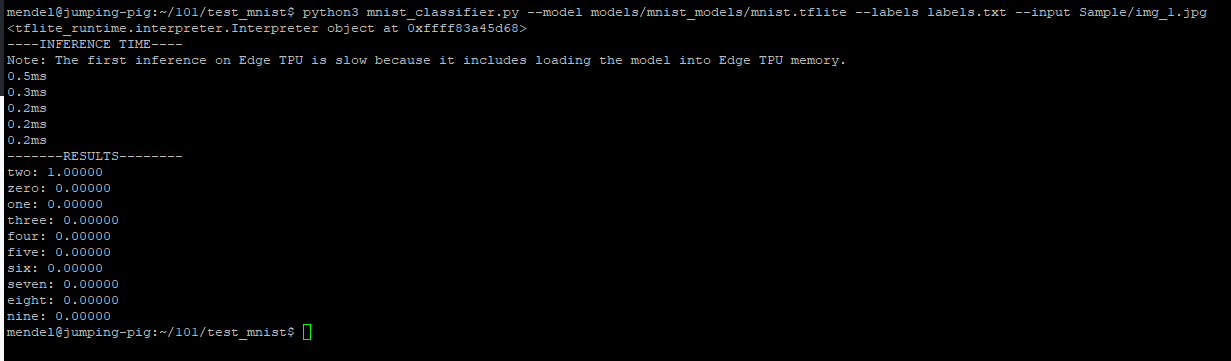 mendel@jumping-pig:~/101/test_mnist$ python3 mnist_classifier.py --model models/mnist_models/mnist.tflite --labels labels.txt --input Sample/img_1.jpg
<tflite_runtime.interpreter.Interpreter object at 0xffff83a45d68>
----INFERENCE TIME----
Note: The first inference on Edge TPU is slow because it includes loading the model into Edge TPU memory.
0.5ms
0.3ms
0.2ms
0.2ms
0.2ms
-------RESULTS--------
two: 1.00000
zero: 0.00000
one: 0.00000
three: 0.00000
four: 0.00000
five: 0.00000
six: 0.00000
seven: 0.00000
eight: 0.00000
nine: 0.00000
mendel@jumping-pig:~/101/test_mnist$